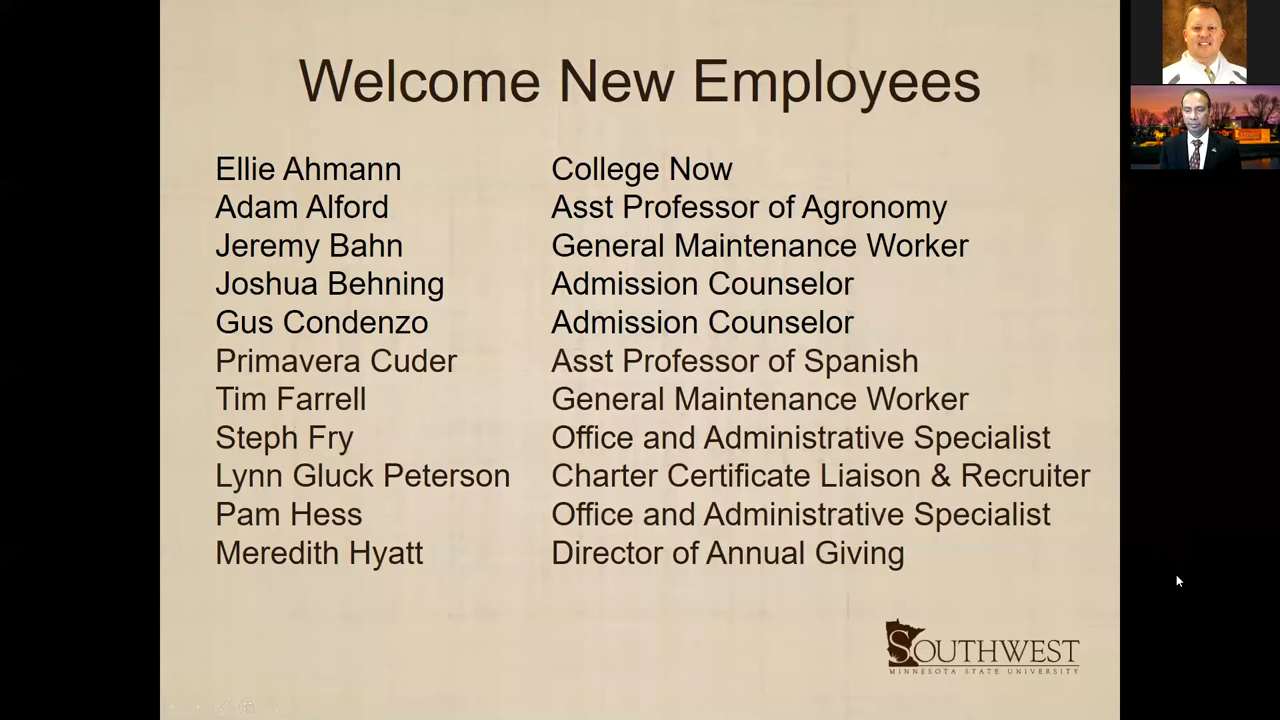 Welcome New Employees
Ellie Ahmann College Now
Adam Alford Asst Professor of Agronomy
Jeremy Bahn General Maintenance Worker
Joshua Behning Admission Counselor
Gus Condenzo Admission Counselor
Primavera Cuder Asst Professor of Spanish
Tim Farrell General Maintenance Worker
Steph Fry Office and Administrative Specialist
Lynn Gluck Peterson Charter Certificate Liaison & Recruiter
Pam Hess Office and Administrative Specialist
Meredith Hyatt Director of Annual Giving
SOUTHWEST
MINNESOTA STATE UNIVERSITY